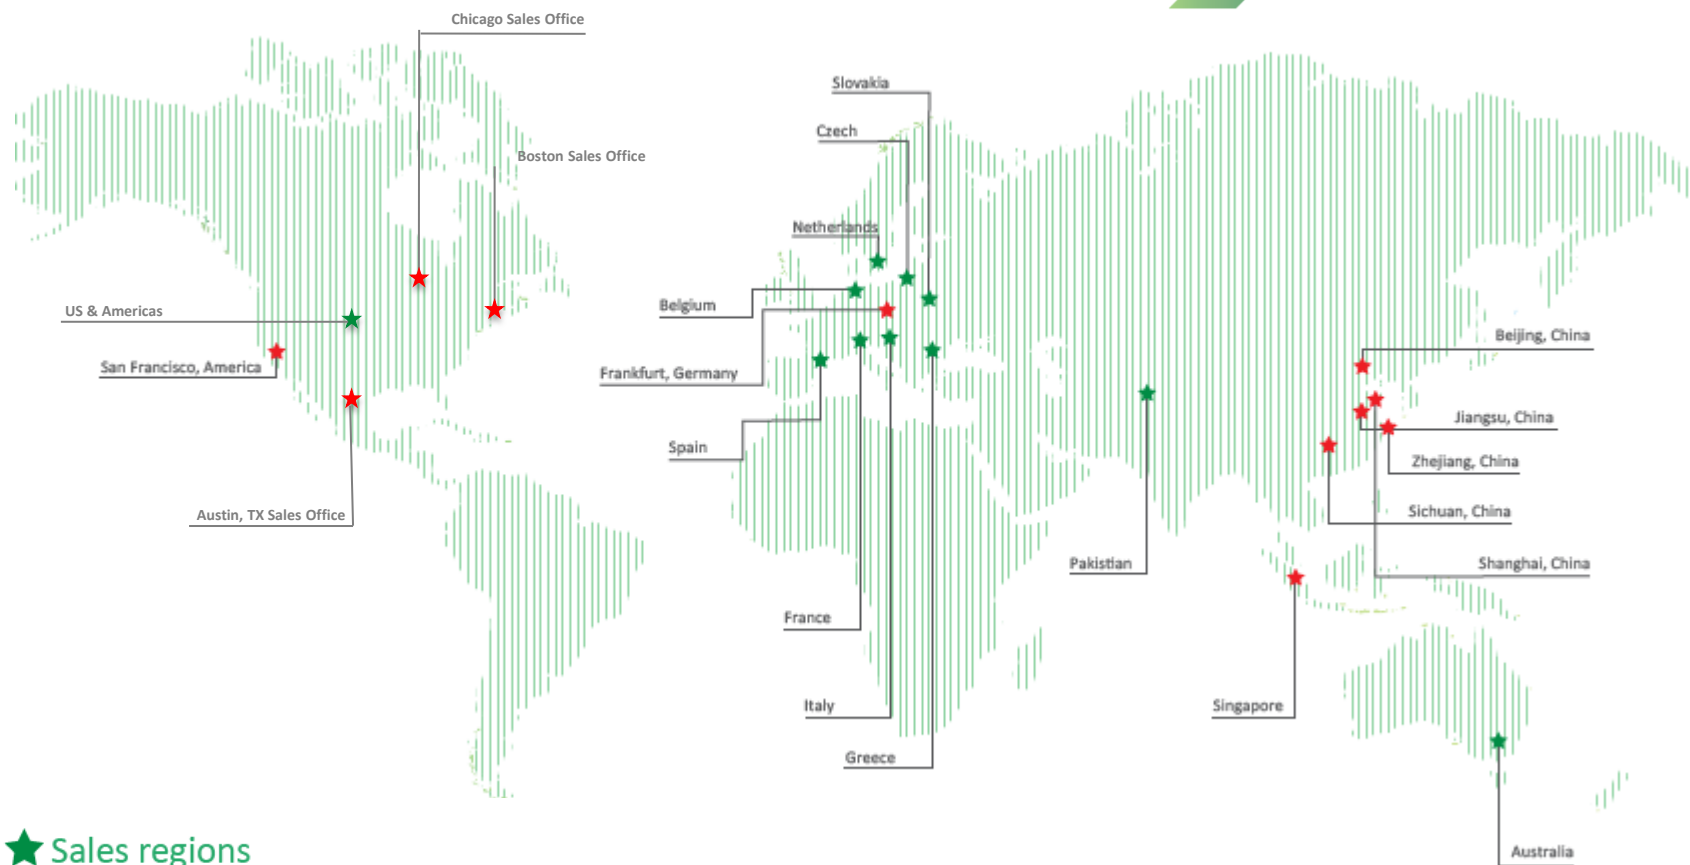 Chicago Sales Office
Slovakia
Czech
Boston Sales Office
Netherlands
US & Americas
Belgium
San Francisco, America
Frankfurt, Germany
Beijing, China
Jiangsu, China
Spain
Zhejiang, China
Austin, TX Sales Office
Sichuan, China
Pakistian
Shanghai, China
France
Italy
Singapore
Greece
Sales regions
Australia